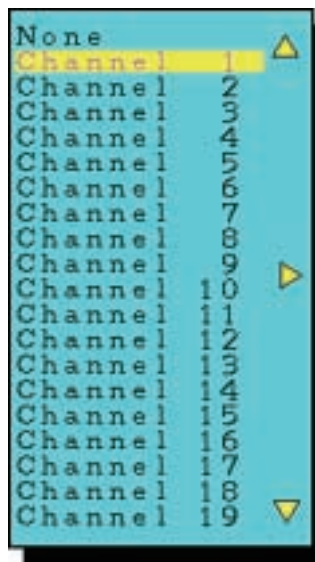 None
Channel 1
Channel 2
Channel 3
Channel 4
Channel 5
Channel 6
Channel 7
Channel 8
Channel 9
Channel 10
Channel 11
Channel 12
Channel 13
Channel 14
Channel 15
Channel 16
Channel 17
Channel 18
Channel 19